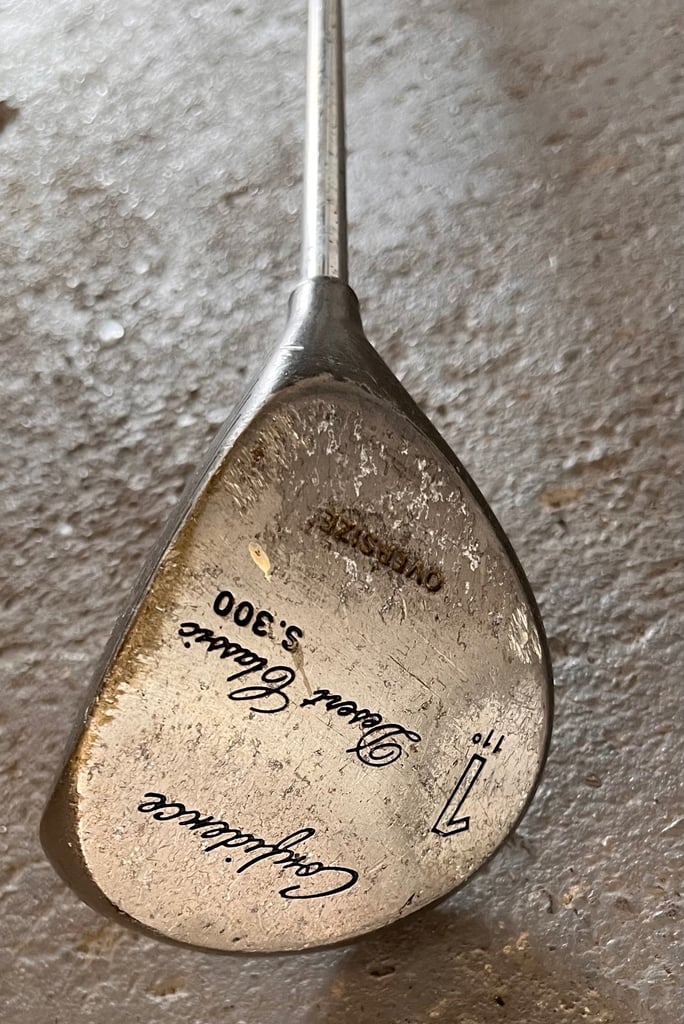 Confidence
Desert Classic
S.300
OVERSIZE
1
11°